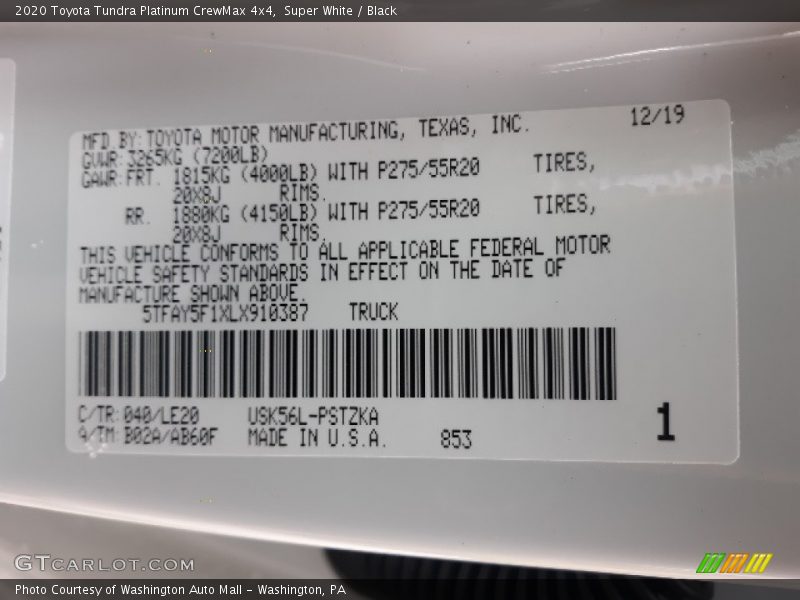 2020 Toyota Tundra Platinum CrewMax 4x4, Super White / Black
MFD BY: TOYOTA MOTOR MANUFACTURING, TEXAS, INC. 12/19
GVWR: 3265KG (7200LB)
GAWR: FRT. 1815KG (4000LB) WITH P275/55R20 TIRES,
20X8J RIMS.
RR. 1880KG (4150LB) WITH P275/55R20 TIRES,
20X8J RIMS.
THIS VEHICLE CONFORMS TO ALL APPLICABLE FEDERAL MOTOR
VEHICLE SAFETY STANDARDS IN EFFECT ON THE DATE OF
MANUFACTURE SHOWN ABOVE.
5TFAY5F1XLX910387 TRUCK
C/TR: 040/LE20 USK56L-PSTZKA
A/TM: B02A/AB60F MADE IN U.S.A. 853
1
GTCARLOT.COM
Photo Courtesy of Washington Auto Mall - Washington, PA